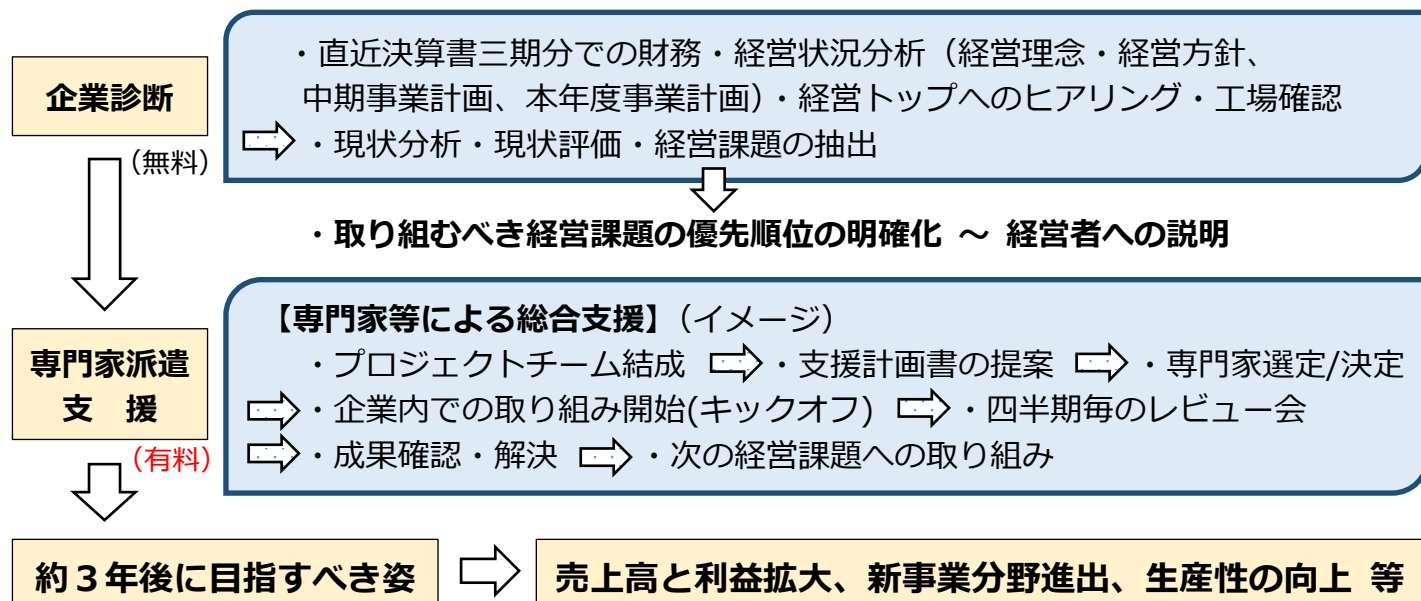 企業診断
（無料）
・直近決算書三期分での財務・経営状況分析（経営理念・経営方針、
中期事業計画、本年度事業計画）・経営トップへのヒアリング・工場確認
・現状分析・現状評価・経営課題の抽出
・取り組むべき経営課題の優先順位の明確化 ～ 経営者への説明
専門家派遣
支　援
（有料）
【専門家等による総合支援】（イメージ）
・プロジェクトチーム結成 ・支援計画書の提案 ・専門家選定/決定
・企業内での取り組み開始(キックオフ) ・四半期毎のレビュー会
・成果確認・解決 ・次の経営課題への取り組み
約３年後に目指すべき姿
売上高と利益拡大、新事業分野進出、生産性の向上 等